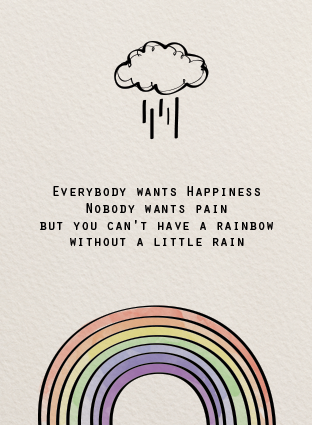 Everybody wants Happiness
Nobody wants pain
but you can't have a rainbow
without a little rain